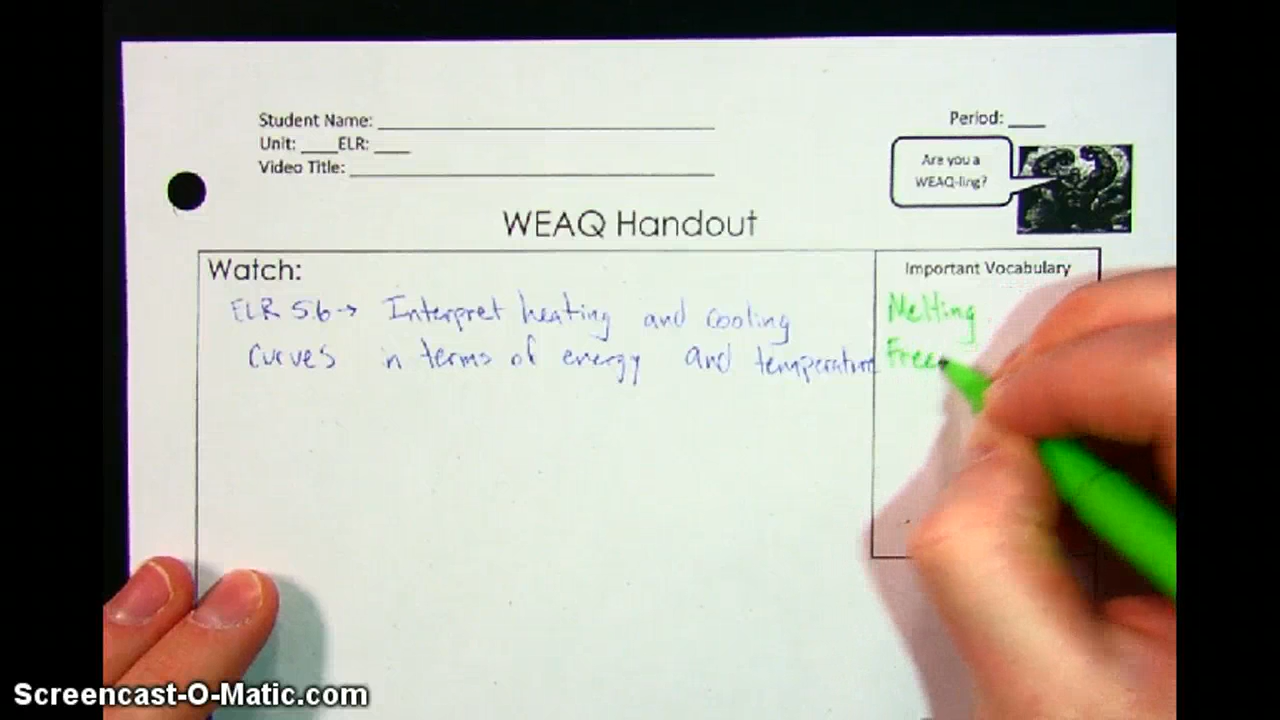 Student Name:
Period:
Unit: ELR:
Video Title:
Are you a
WEAQ-ling?
WEAQ Handout
Watch:
Important Vocabulary
ELR 5.6 → Interpret heating and cooling
curves in terms of energy and temperature
Melting
Free
Screencast-O-Matic.com